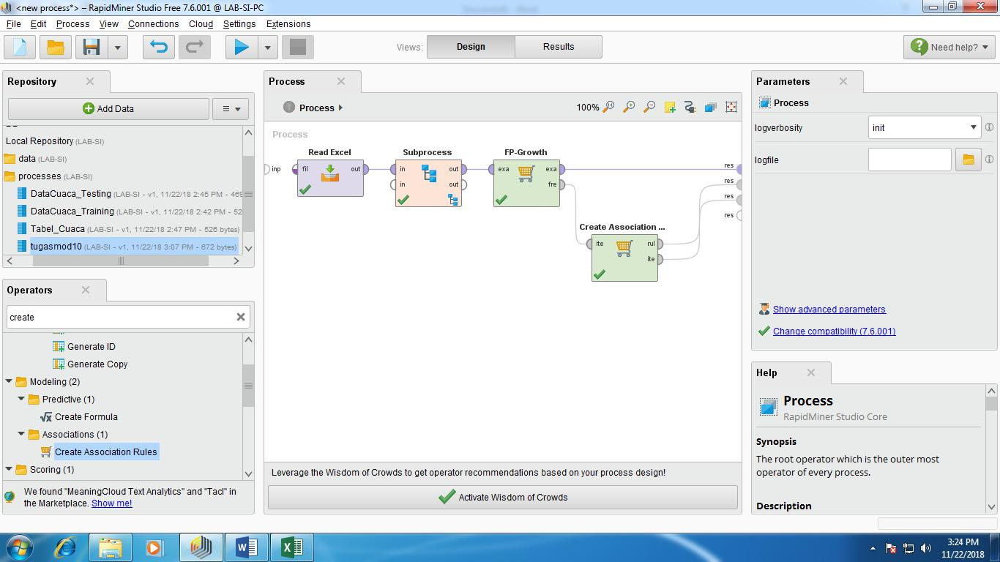 <new process*> – RapidMiner Studio Free 7.6.001 @ LAB-SI-PC
File Edit Process View Connections Cloud Settings Extensions
Views: Design Results
Need help?
Repository
Add Data
Local Repository (LAB-SI)
data (LAB-SI)
processes (LAB-SI)
DataCuaca_Testing (LAB-SI - v1, 11/22/18 2:45 PM - 469
DataCuaca_Training (LAB-SI - v1, 11/22/18 2:42 PM - 52
Tabel_Cuaca (LAB-SI - v1, 11/22/18 2:47 PM - 526 bytes)
tugasmod10 (LAB-SI - v1, 11/22/18 3:07 PM - 672 bytes)
Operators
create
Generate ID
Generate Copy
Modeling (2)
Predictive (1)
Create Formula
Associations (1)
Create Association Rules
Scoring (1)
We found "MeaningCloud Text Analytics" and "Tacl" in
the Marketplace. Show me!
Process
Process
100%
Process
Read Excel
Subprocess
FP-Growth
inp
fil out
in out
in out
exa exa
fre
res
res
res
res
Create Association ...
ite rul
ite
Leverage the Wisdom of Crowds to get operator recommendations based on your process design!
Activate Wisdom of Crowds
Parameters
Process
logverbosity init
logfile
Show advanced parameters
Change compatibility (7.6.001)
Help
Process
RapidMiner Studio Core
Synopsis
The root operator which is the outer most
operator of every process.
Description
3:24 PM
11/22/2018